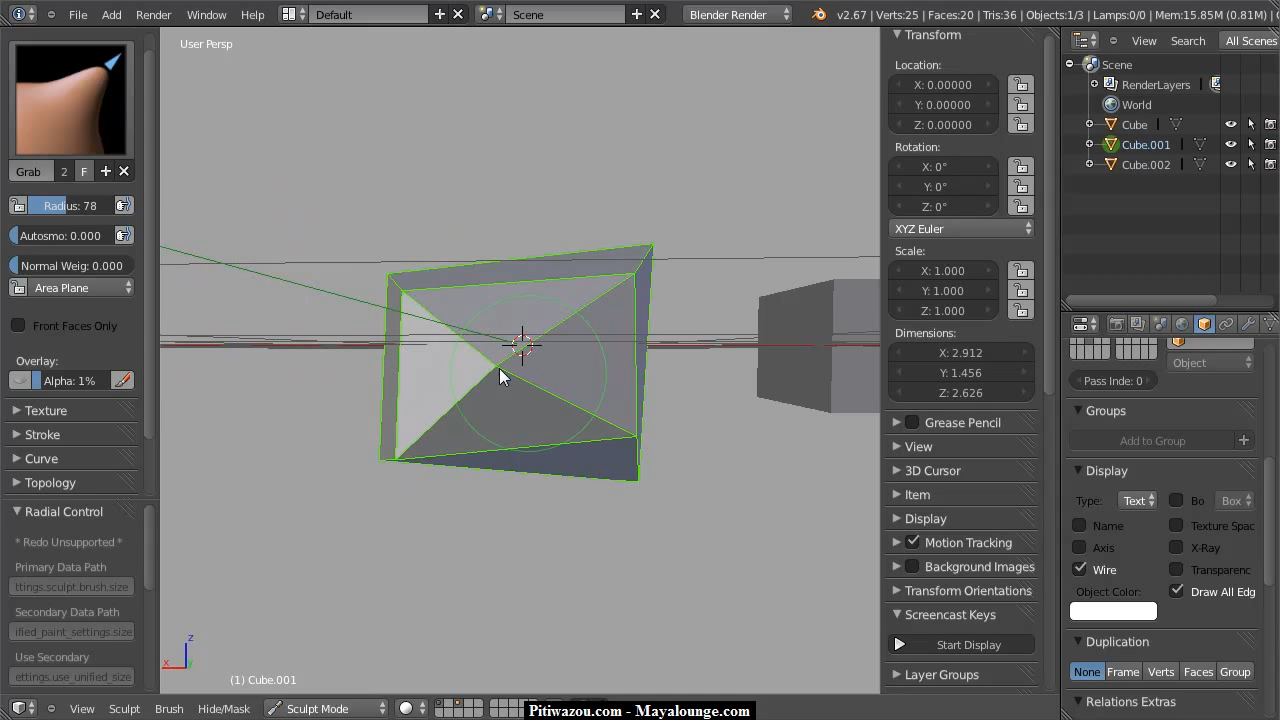 File Add Render Window Help Default Scene Blender Render v2.67 | Verts:25 | Faces:20 | Tris:36 | Objects:1/3 | Lamps:0/0 | Mem:15.85M (0.81M) |
User Persp
Grab 2 F
Radius: 78
Autosmo: 0.000
Normal Weig: 0.000
Area Plane
Front Faces Only
Overlay:
Alpha: 1%
Texture
Stroke
Curve
Topology
Radial Control
* Redo Unsupported *
Primary Data Path
ttings.sculpt.brush.size
Secondary Data Path
ified_paint_settings.size
Use Secondary
ettings.use_unified_size
z
x
y
(1) Cube.001
View Sculpt Brush Hide/Mask Sculpt Mode
Pitiwazou.com - Mayalounge.com
Transform
Location:
X: 0.00000
Y: 0.00000
Z: 0.00000
Rotation:
X: 0°
Y: 0°
Z: 0°
XYZ Euler
Scale:
X: 1.000
Y: 1.000
Z: 1.000
Dimensions:
X: 2.912
Y: 1.456
Z: 2.626
Grease Pencil
View
3D Cursor
Item
Display
Motion Tracking
Background Images
Transform Orientations
Screencast Keys
Start Display
Layer Groups
View Search All Scenes
Scene
RenderLayers
World
Cube
Cube.001
Cube.002
Object
Pass Inde: 0
Groups
Add to Group
Display
Type: Text Bo Box
Name Texture Spac
Axis X-Ray
Wire Transparenc
Object Color: Draw All Edg
Duplication
None Frame Verts Faces Group
Relations Extras